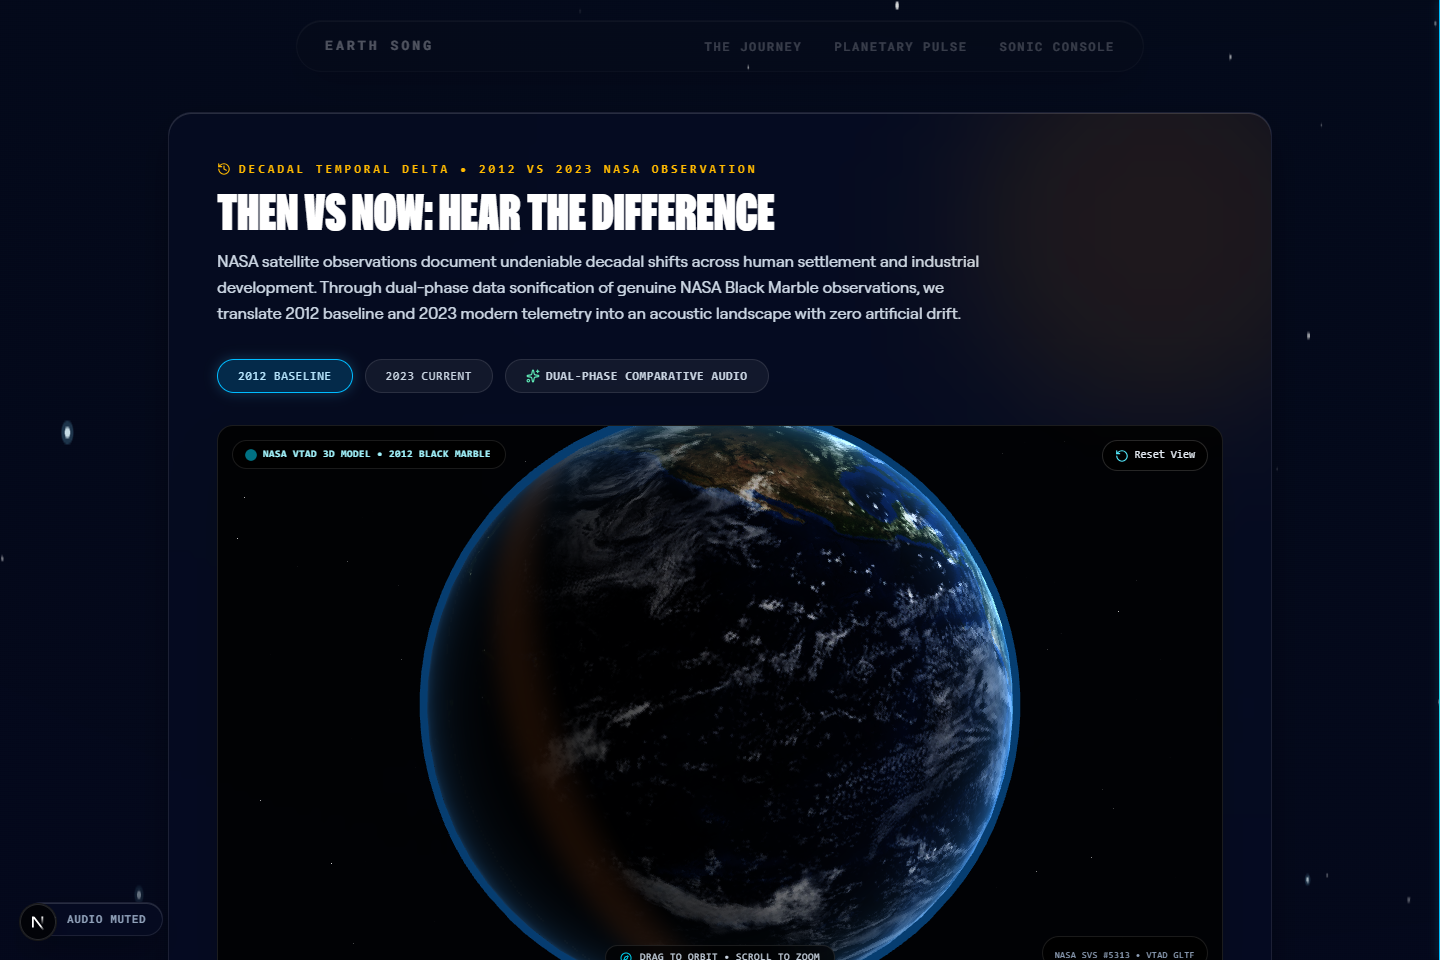 EARTH SONG
THE JOURNEY PLANETARY PULSE SONIC CONSOLE
DECADAL TEMPORAL DELTA • 2012 VS 2023 NASA OBSERVATION
THEN VS NOW: HEAR THE DIFFERENCE
NASA satellite observations document undeniable decadal shifts across human settlement and industrial
development. Through dual-phase data sonification of genuine NASA Black Marble observations, we
translate 2012 baseline and 2023 modern telemetry into an acoustic landscape with zero artificial drift.
2012 BASELINE 2023 CURRENT DUAL-PHASE COMPARATIVE AUDIO
NASA VTAD 3D MODEL • 2012 BLACK MARBLE
Reset View
N AUDIO MUTED
DRAG TO ORBIT • SCROLL TO ZOOM
NASA SVS #5313 • VTAD GLTF